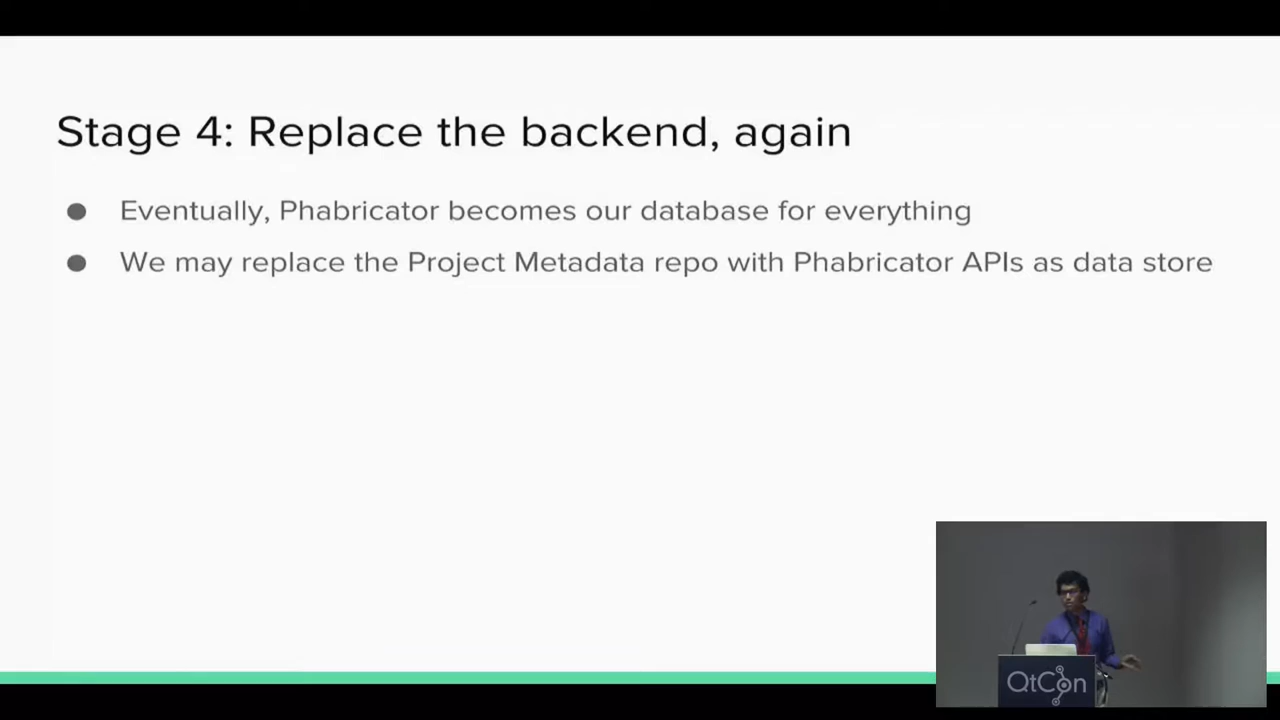 Stage 4: Replace the backend, again
Eventually, Phabricator becomes our database for everything
We may replace the Project Metadata repo with Phabricator APIs as data store
QtCon